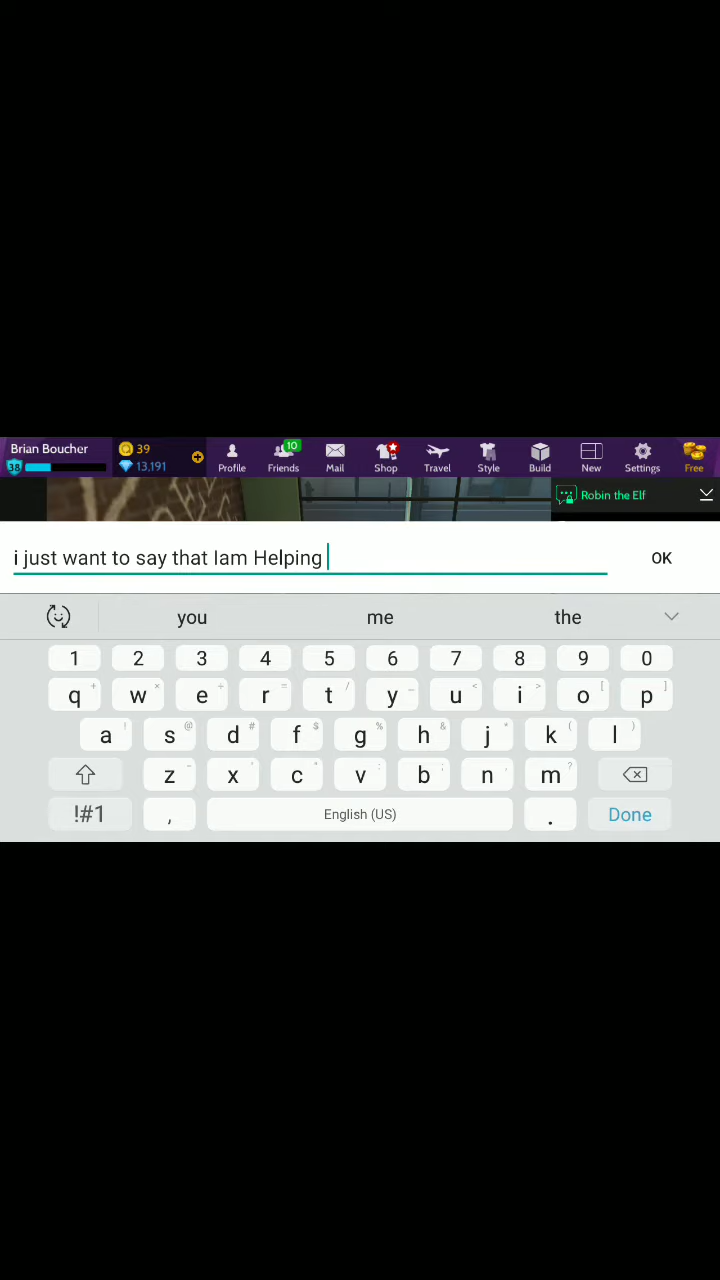 Brian Boucher
38
39
13,191
Profile
10
Friends
Mail
Shop
Travel
Style
Build
New
Settings
Free
Robin the Elf
i just want to say that Iam Helping
OK
you me the
1 2 3 4 5 6 7 8 9 0
q + w × e ÷ r = t / y _ u < i > o [ p ]
a ! s @ d # f $ g % h & j * k ( l )
z - x ' c " v : b ; n , m ?
!#1 , English (US) . Done